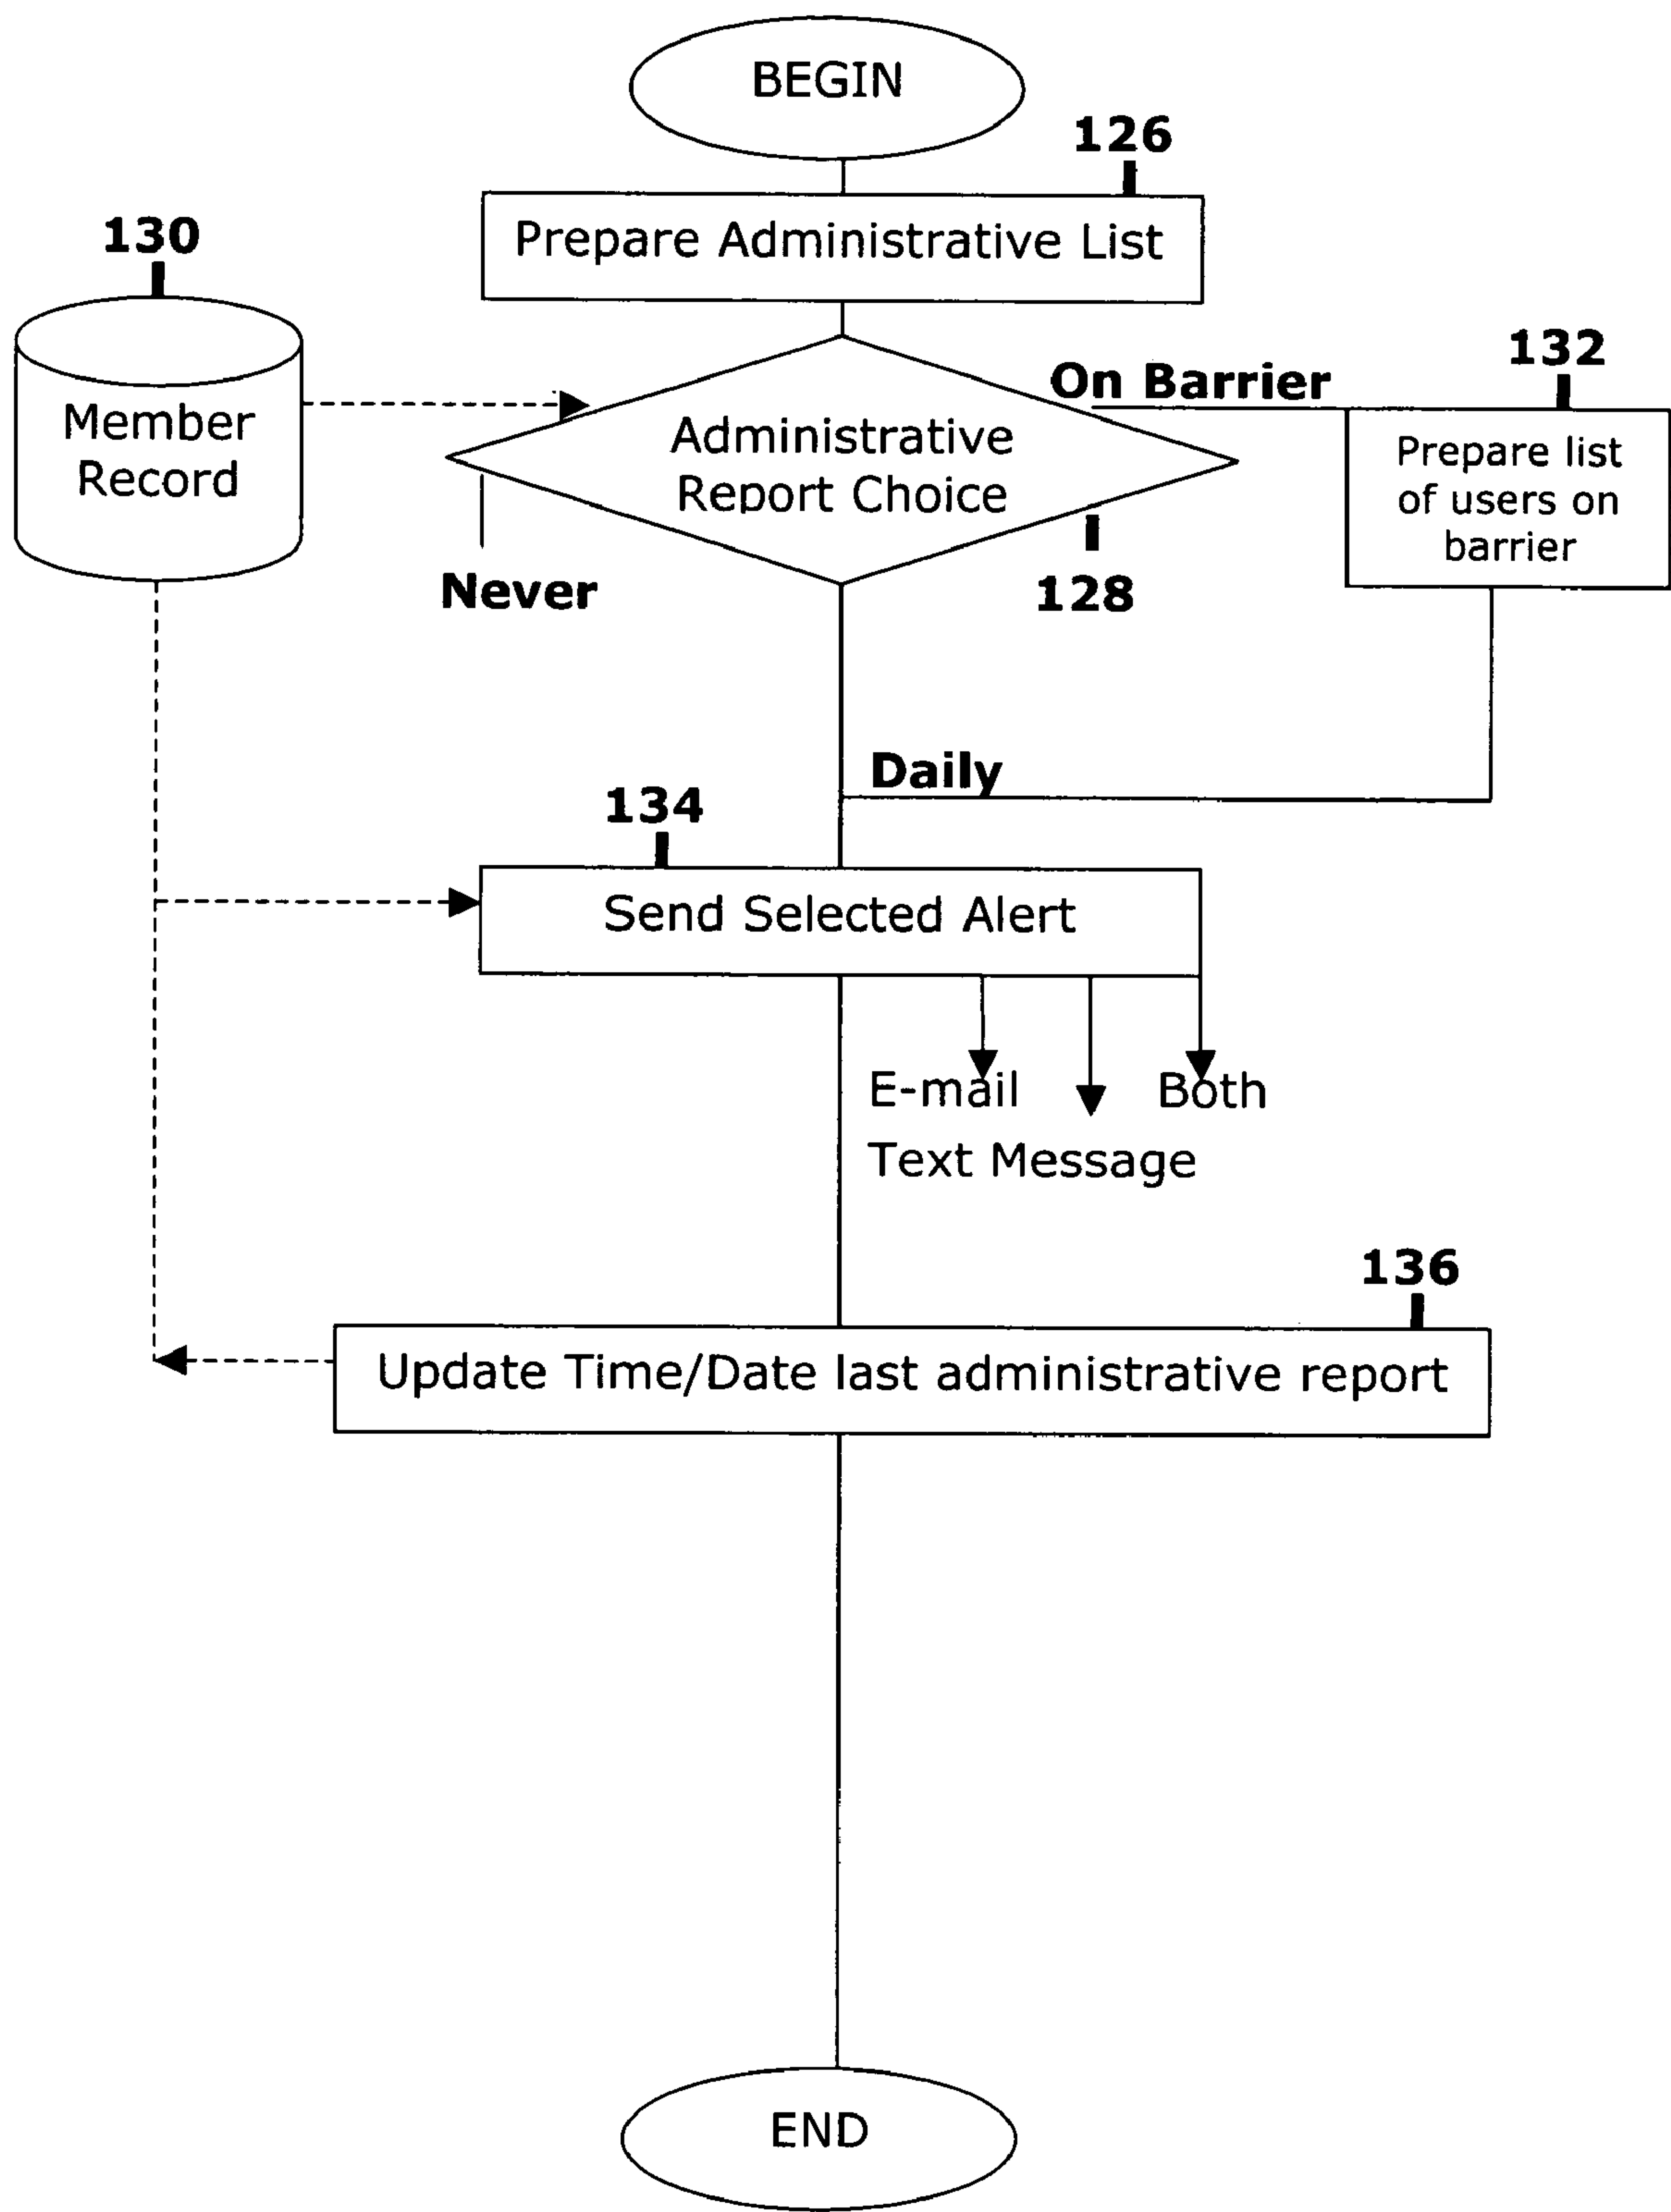 BEGIN
126
Prepare Administrative List
130
Member
Record
On Barrier
132
Administrative
Report Choice
Prepare list
of users on
barrier
Never
128
Daily
134
Send Selected Alert
E-mail
Both
Text Message
136
Update Time/Date last administrative report
END